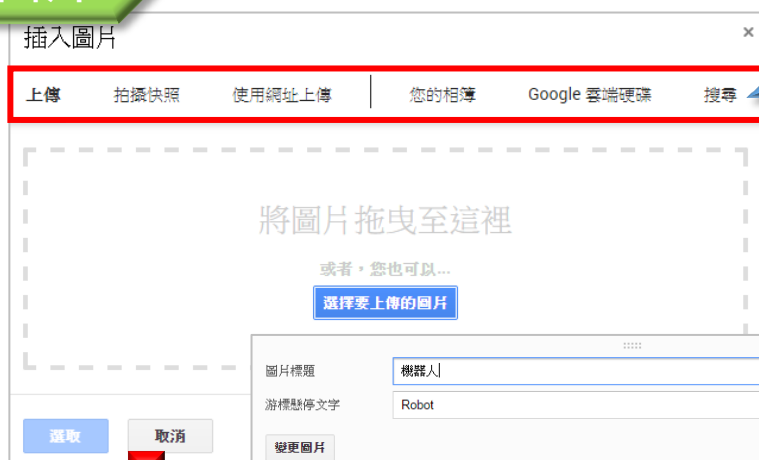 插入圖片
×
上傳 拍攝快照 使用網址上傳 您的相簿 Google 雲端硬碟 搜尋
將圖片拖曳至這裡
或者，您也可以...
選擇要上傳的圖片
圖片標題 機器人
游標懸停文字 Robot
變更圖片
選取 取消